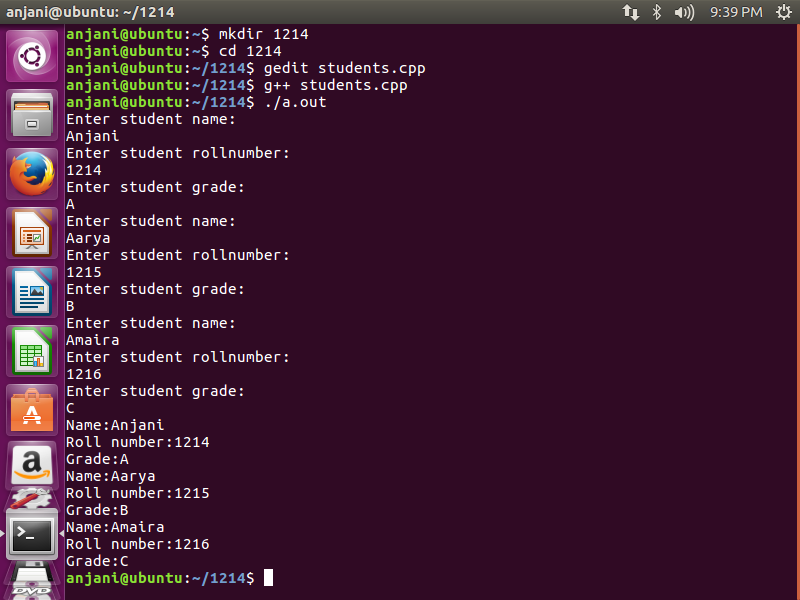 anjani@ubuntu: ~/1214
9:39 PM
anjani@ubuntu:~$ mkdir 1214
anjani@ubuntu:~$ cd 1214
anjani@ubuntu:~/1214$ gedit students.cpp
anjani@ubuntu:~/1214$ g++ students.cpp
anjani@ubuntu:~/1214$ ./a.out
Enter student name:
Anjani
Enter student rollnumber:
1214
Enter student grade:
A
Enter student name:
Aarya
Enter student rollnumber:
1215
Enter student grade:
B
Enter student name:
Amaira
Enter student rollnumber:
1216
Enter student grade:
C
Name:Anjani
Roll number:1214
Grade:A
Name:Aarya
Roll number:1215
Grade:B
Name:Amaira
Roll number:1216
Grade:C
anjani@ubuntu:~/1214$
a
>_
DVD